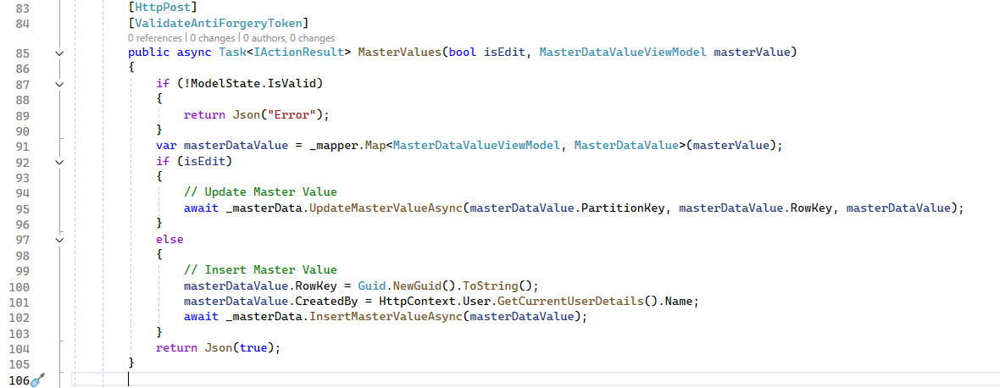 83 [HttpPost]
84 [ValidateAntiForgeryToken]
0 references | 0 changes | 0 authors, 0 changes
85 public async Task<IActionResult> MasterValues(bool isEdit, MasterDataValueViewModel masterValue)
86 {
87 if (!ModelState.IsValid)
88 {
89 return Json("Error");
90 }
91 var masterDataValue = _mapper.Map<MasterDataValueViewModel, MasterDataValue>(masterValue);
92 if (isEdit)
93 {
94 // Update Master Value
95 await _masterData.UpdateMasterValueAsync(masterDataValue.PartitionKey, masterDataValue.RowKey, masterDataValue);
96 }
97 else
98 {
99 // Insert Master Value
100 masterDataValue.RowKey = Guid.NewGuid().ToString();
101 masterDataValue.CreatedBy = HttpContext.User.GetCurrentUserDetails().Name;
102 await _masterData.InsertMasterValueAsync(masterDataValue);
103 }
104 return Json(true);
105 }
106